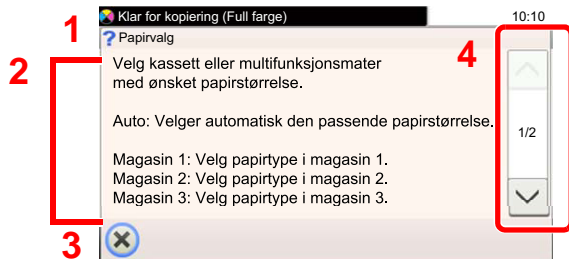 Klar for kopiering (Full farge)
10:10
1
Papirvalg
4
2
Velg kassett eller multifunksjonsmater
med ønsket papirstørrelse.
Auto: Velger automatisk den passende papirstørrelse.
1/2
Magasin 1: Velg papirtype i magasin 1.
Magasin 2: Velg papirtype i magasin 2.
Magasin 3: Velg papirtype i magasin 3.
3